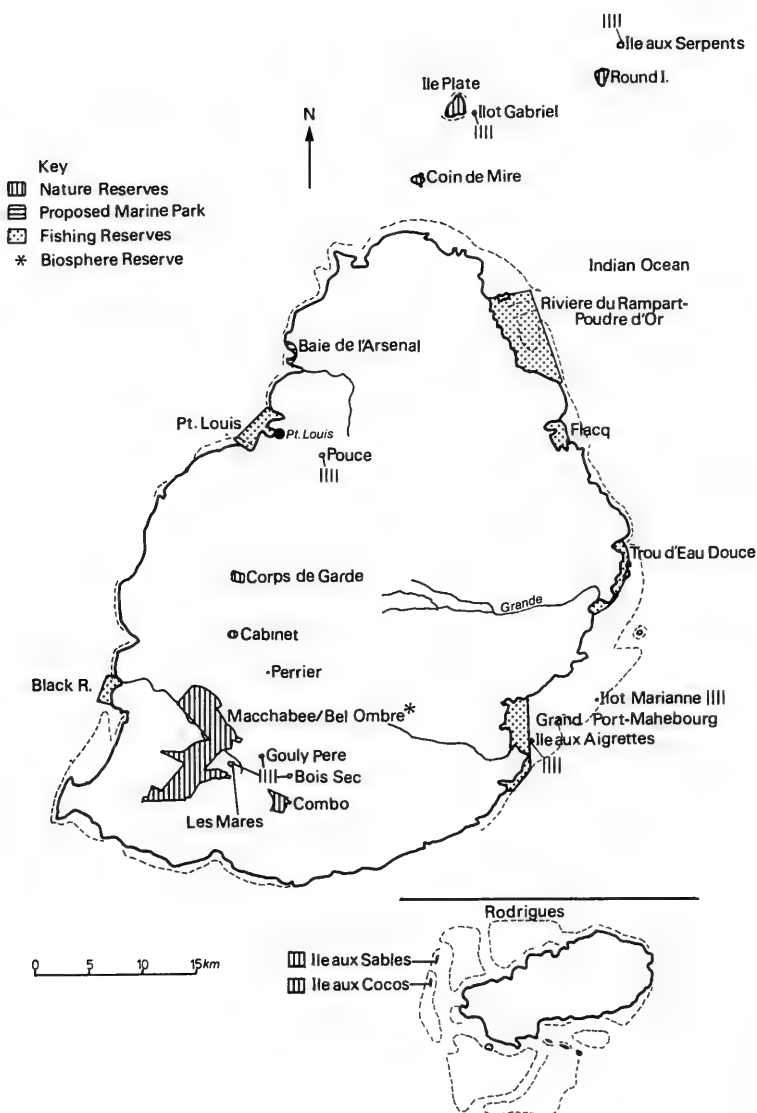 Ile aux Serpents
Round I.
Ile Plate
Ilot Gabriel
N
Coin de Mire
Key
Nature Reserves
Proposed Marine Park
Fishing Reserves
* Biosphere Reserve
Indian Ocean
Riviere du Rampart-
Poudre d'Or
Baie de l'Arsenal
Pt. Louis
Pt. Louis
Flacq
Pouce
Trou d'Eau Douce
Corps de Garde
Grande
Cabinet
Perrier
Black R.
Ilot Marianne
Macchabee/Bel Ombre*
Grand Port-Mahebourg
Ile aux Aigrettes
Gouly Pere
Bois Sec
Les Mares
Combo
Rodrigues
0 5 10 15km
Ile aux Sables
Ile aux Cocos